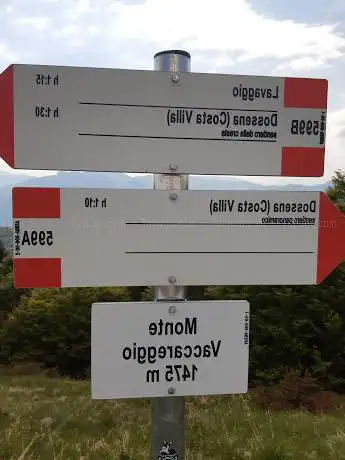 Lavaggio h 1:15
Dossena (Costa Villa) h 1:30
sentiero delle creste
599B
Dossena (Costa Villa) h 1:10
sentiero panoramico
599A
Monte
Vaccareggio
1475 m